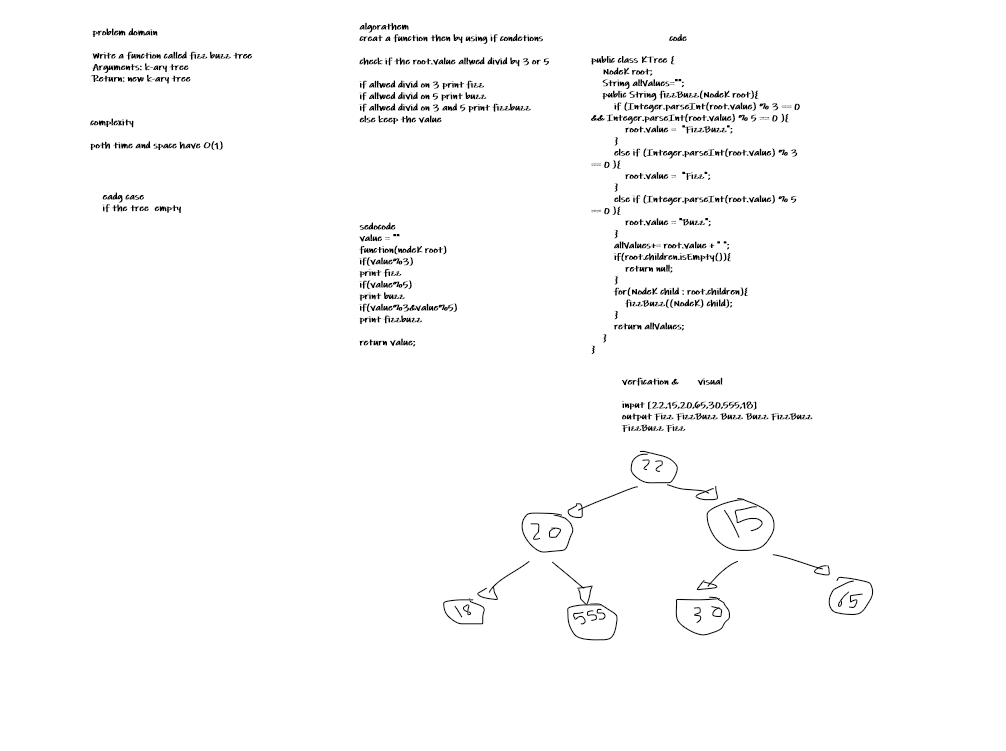 problem domain
Write a function called fizz buzz tree
Arguments: k-ary tree
Return: new k-ary tree
complexity
poth time and space have O(1)
eadg case
if the tree empty
algorathem
creat a function then by using if condetions
check if the root.value allwed divid by 3 or 5
if allwed divid on 3 print fizz
if allwed divid on 5 print buzz
if allwed divid on 3 and 5 print fizzbuzz
else keep the value
sedocode
value = ""
function(nodeK root)
if(value%3)
print fizz
if(value%5)
print buzz
if(value%3&value%5)
print fizzbuzz
return value;
code
public class KTree {
NodeK root;
String allValues="";
public String fizzBuzz(NodeK root){
if (Integer.parseInt(root.value) % 3 == 0
&& Integer.parseInt(root.value) % 5 == 0 ){
root.value = "FizzBuzz";
}
else if (Integer.parseInt(root.value) % 3
== 0 ){
root.value = "Fizz";
}
else if (Integer.parseInt(root.value) % 5
== 0 ){
root.value = "Buzz";
}
allValues+= root.value + " ";
if(root.children.isEmpty()){
return null;
}
for(NodeK child : root.children){
fizzBuzz((NodeK) child);
}
return allValues;
}
}
verfication & visual
input [22,15,20,65,30,555,18]
output Fizz FizzBuzz Buzz Buzz FizzBuzz
FizzBuzz Fizz
22
20 15
18 555 30 65